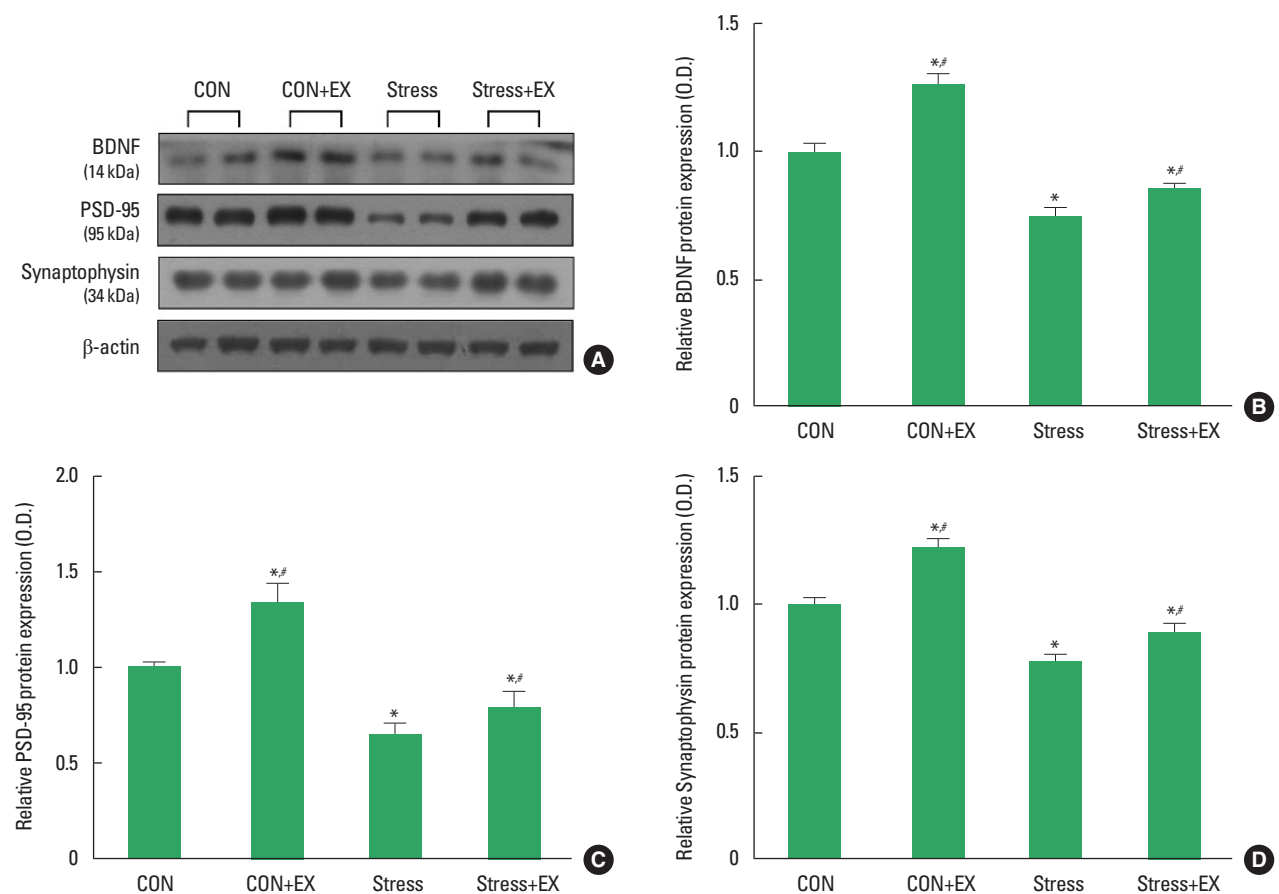 CON CON+EX Stress Stress+EX
BDNF
(14 kDa)
PSD-95
(95 kDa)
Synaptophysin
(34 kDa)
β-actin
A
Relative BDNF protein expression (O.D.)
1.5
1.0
0.5
0
*,#
*
*,#
CON CON+EX Stress Stress+EX
B
Relative PSD-95 protein expression (O.D.)
2.0
1.5
1.0
0.5
0
*,#
*
*,#
CON CON+EX Stress Stress+EX
C
Relative Synaptophysin protein expression (O.D.)
1.5
1.0
0.5
0
*,#
*
*,#
CON CON+EX Stress Stress+EX
D